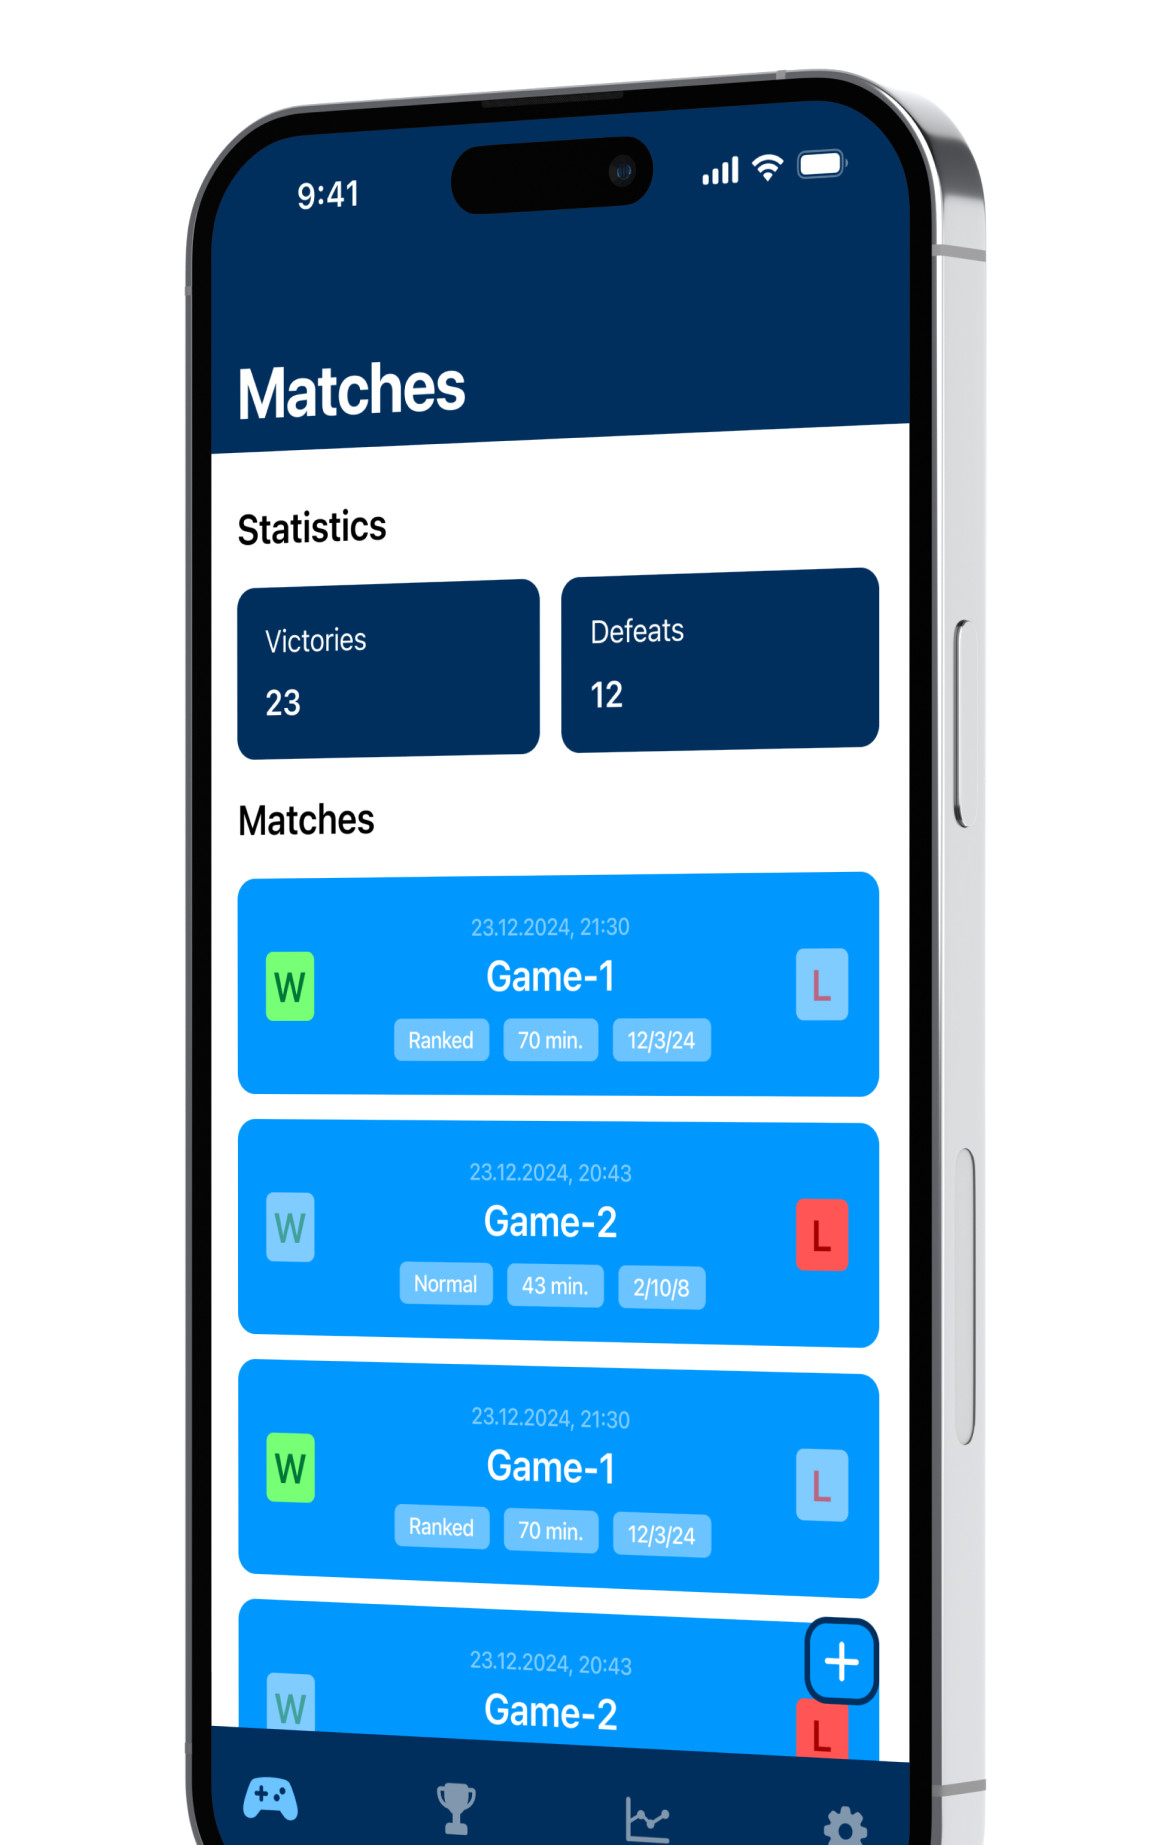 9:41
Matches
Statistics
Victories
23
Defeats
12
Matches
23.12.2024, 21:30
W
Game-1
L
Ranked
70 min.
12/3/24
23.12.2024, 20:43
W
Game-2
L
Normal
43 min.
2/10/8
23.12.2024, 21:30
W
Game-1
L
Ranked
70 min.
12/3/24
23.12.2024, 20:43
W
Game-2
L